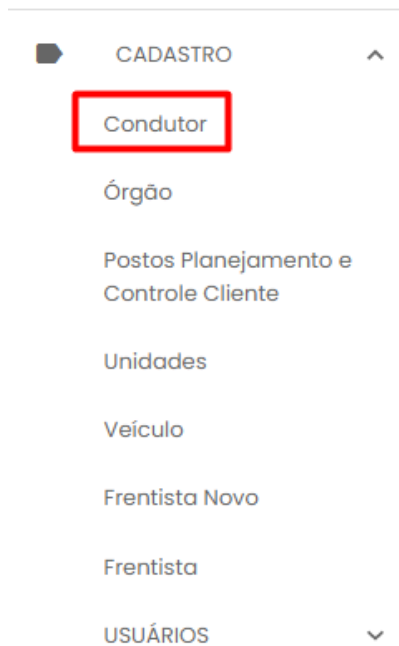 CADASTRO
Condutor
Órgão
Postos Planejamento e
Controle Cliente
Unidades
Veículo
Frentista Novo
Frentista
USUÁRIOS